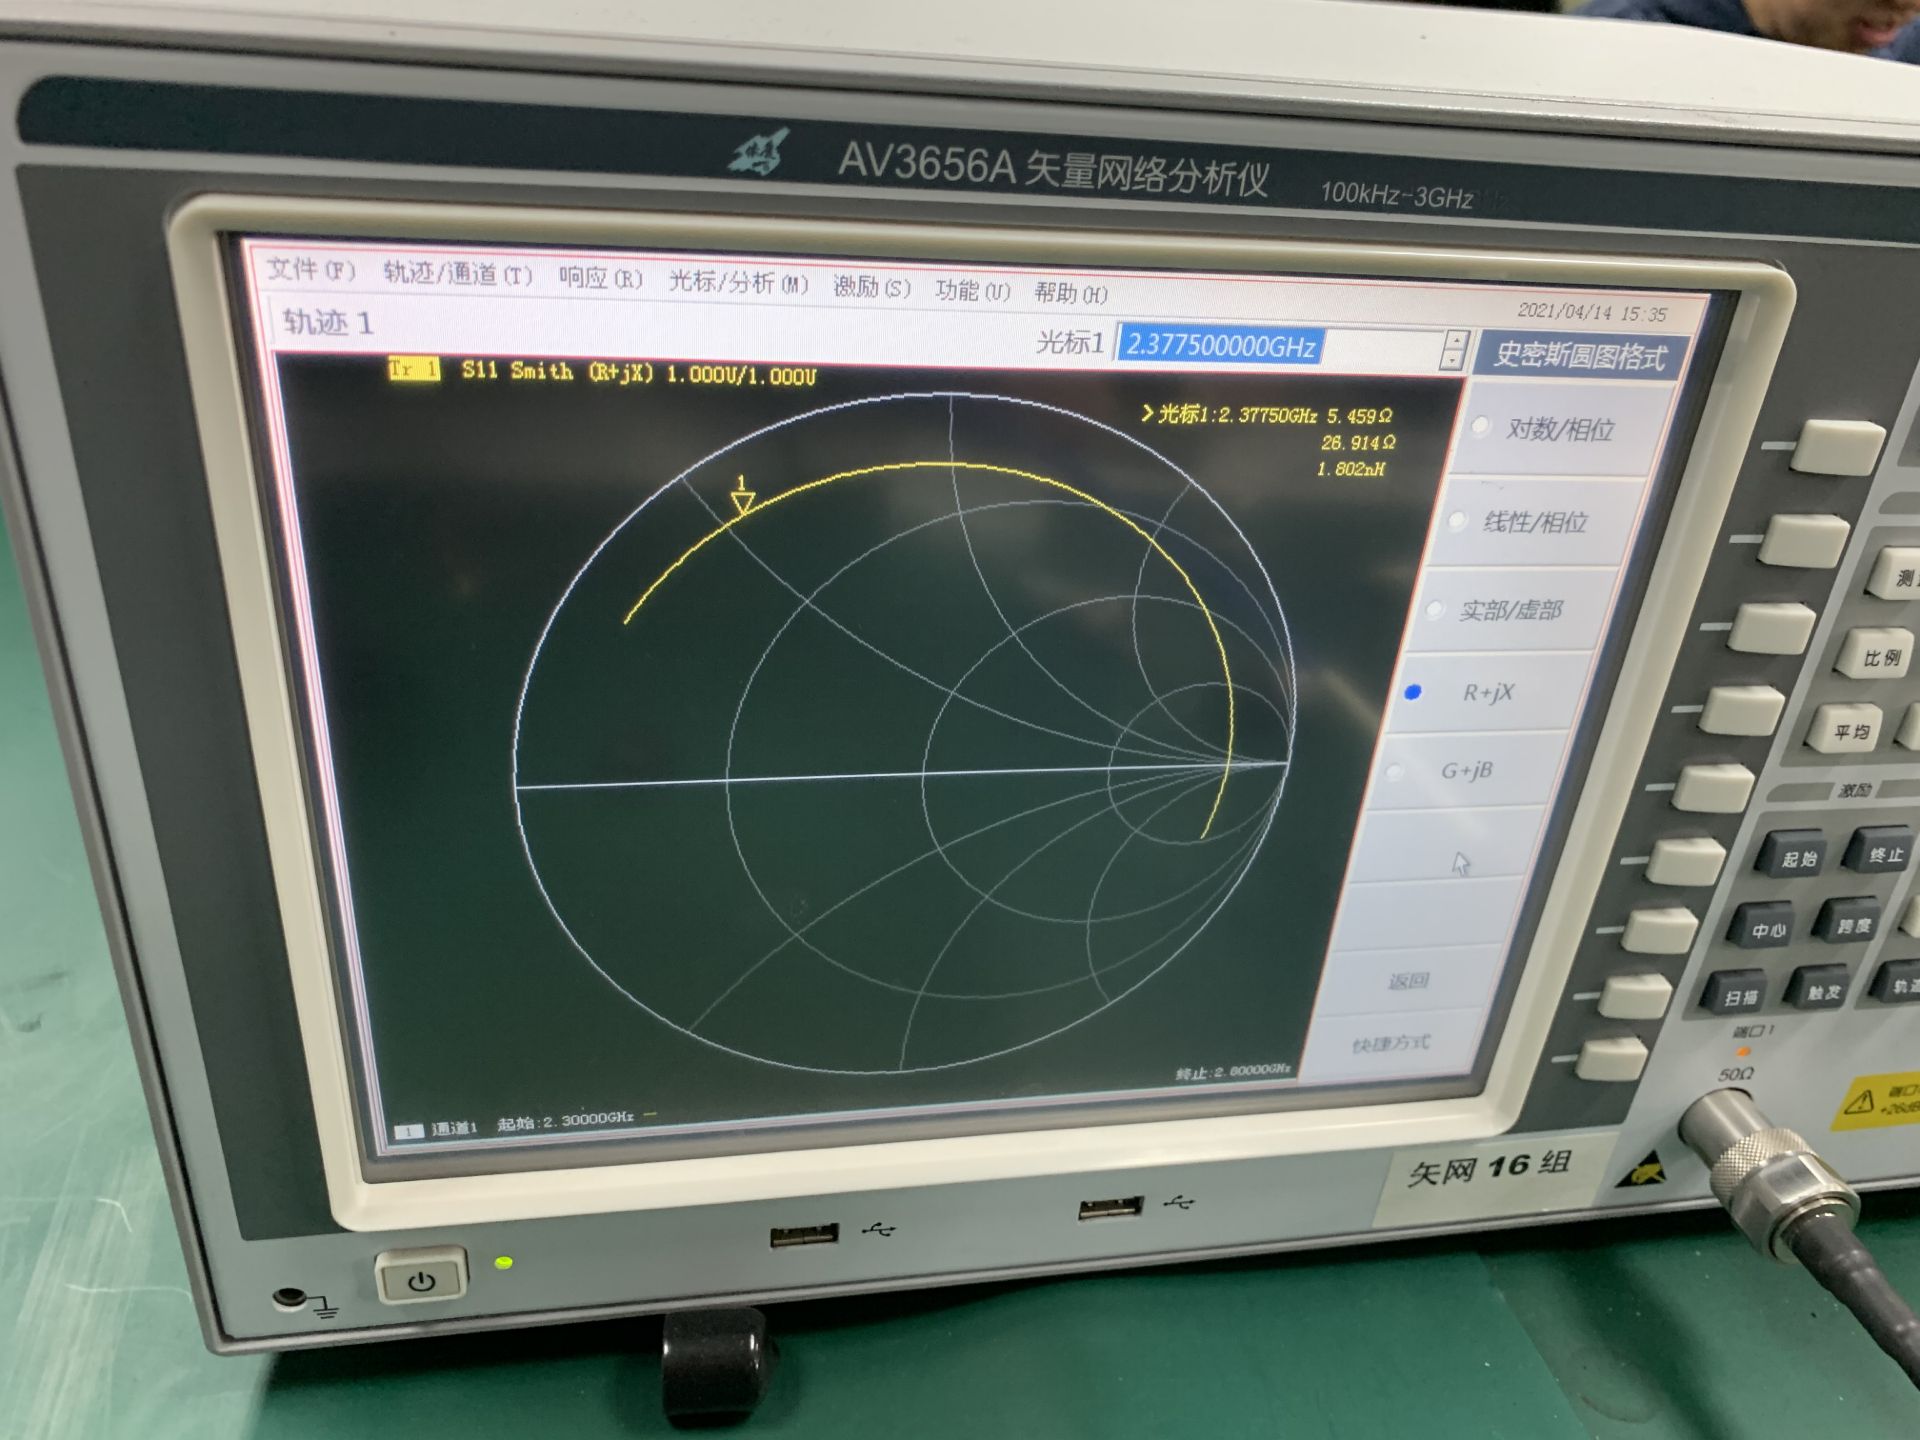 AV3656A 矢量网络分析仪 100kHz-3GHz
文件(F) 轨迹/通道(T) 响应(R) 光标/分析(M) 激励(S) 功能(U) 帮助(H)
2021/04/14 15:35
轨迹 1
光标1 2.377500000GHz
史密斯圆图格式
Tr 1 S11 Smith (R+jX) 1.000U/1.000U
>光标1:2.37750GHz 5.459Ω
26.914Ω
1.802nH
1
对数/相位
线性/相位
实部/虚部
R+jX
G+jB
返回
快捷方式
1 通道1 起始:2.30000GHz
终止:2.80000GHz
比例
平均
激励
起始
终止
中心
跨度
扫描
触发
端口1
50Ω
矢网 16 组